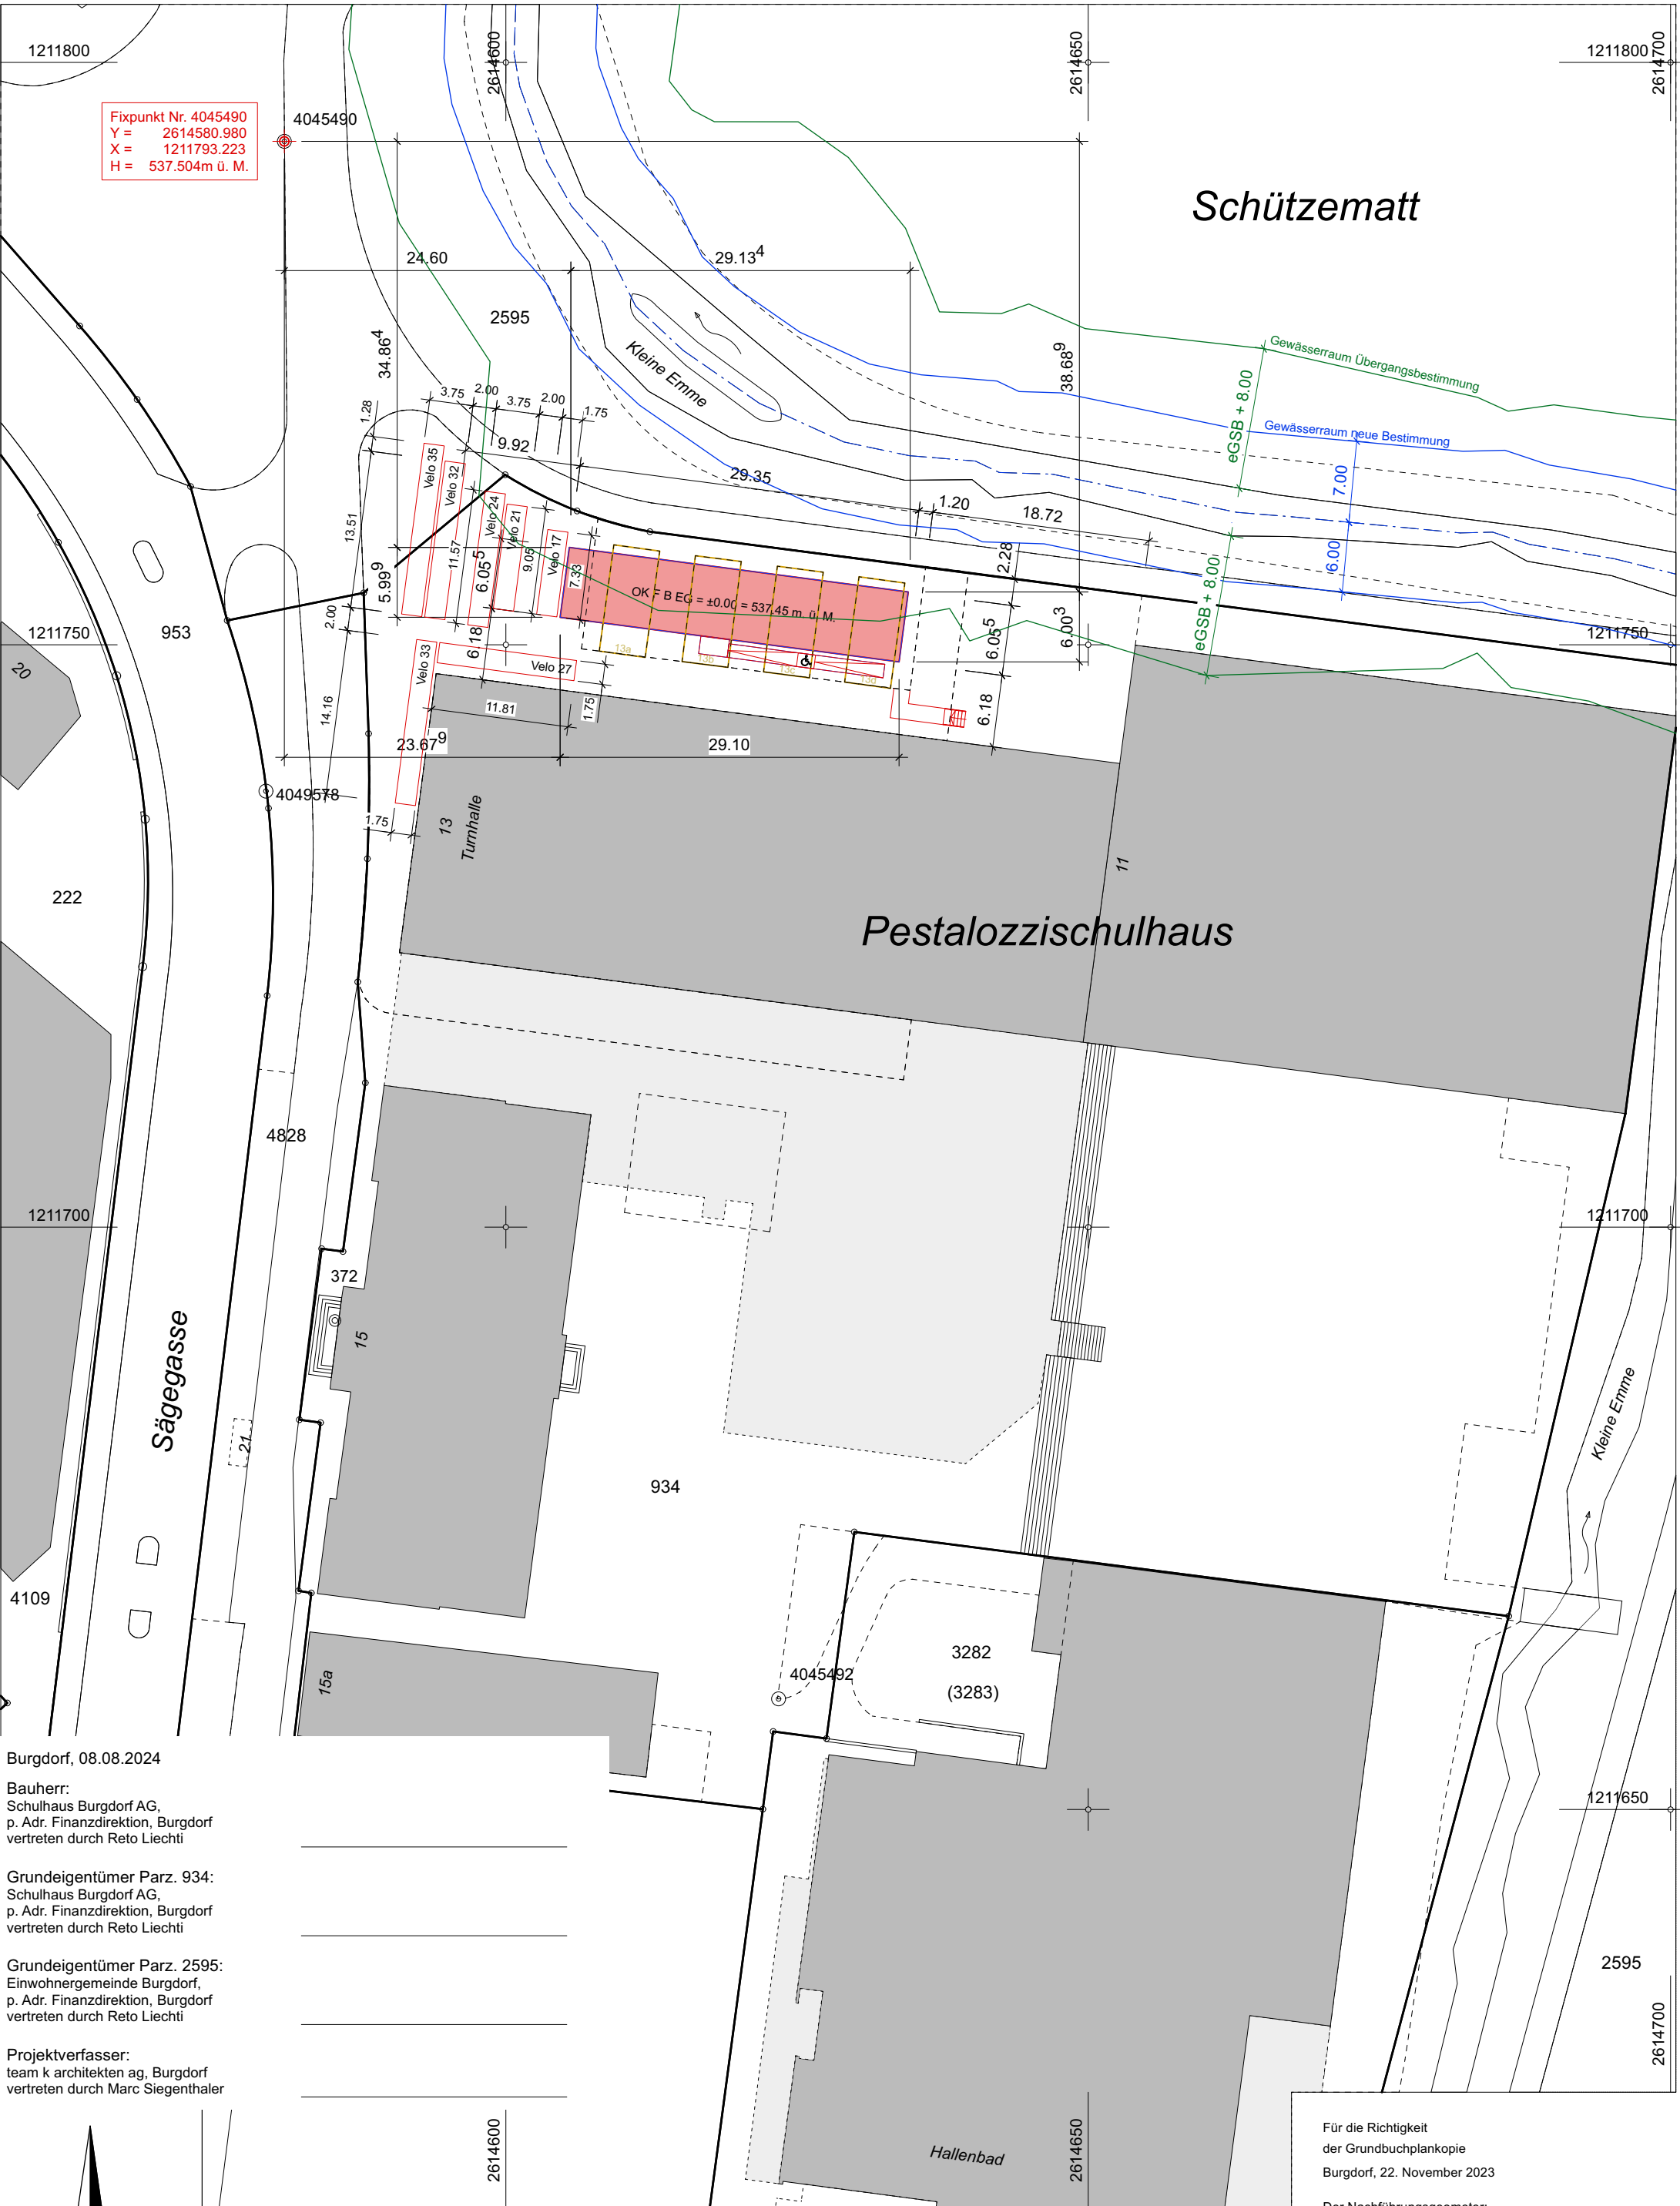 1211800
2614600
2614650
1211800
2614700
Fixpunkt Nr. 4045490
Y = 2614580.980
X = 1211793.223
H = 537.504m ü. M.
4045490
Schützematt
24.60
29.13⁴
2595
34.86⁴
38.68⁹
Kleine Emme
Gewässerraum Übergangsbestimmung
eGSB + 8.00
Gewässerraum neue Bestimmung
3.75
2.00
3.75
2.00
1.75
1.28
9.92
29.35
1.20
18.72
7.00
6.00
Velo 35
Velo 32
Velo 24
Velo 21
Velo 17
13.51
11.57
6.05⁵
9.05
7.33
5.99⁹
2.28
OK F B EG = ±0.00 = 537.45 m. ü. M.
6.00³
6.05⁵
eGSB + 8.00
1211750
953
2.00
6.18
1211750
20
Velo 33
Velo 27
13a
13b
13c
13d
14.16
11.81
1.75
6.18
23.67⁹
29.10
4049578
1.75
13
Turnhalle
11
222
Pestalozzischulhaus
4828
1211700
1211700
372
15
Sägegasse
21
Kleine Emme
934
4109
3282
4045492
(3283)
15a
Burgdorf, 08.08.2024
Bauherr:
Schulhaus Burgdorf AG,
p. Adr. Finanzdirektion, Burgdorf
vertreten durch Reto Liechti
1211650
Grundeigentümer Parz. 934:
Schulhaus Burgdorf AG,
p. Adr. Finanzdirektion, Burgdorf
vertreten durch Reto Liechti
Grundeigentümer Parz. 2595:
Einwohnergemeinde Burgdorf,
p. Adr. Finanzdirektion, Burgdorf
vertreten durch Reto Liechti
2595
2614700
Projektverfasser:
team k architekten ag, Burgdorf
vertreten durch Marc Siegenthaler
2614600
2614650
Hallenbad
Für die Richtigkeit
der Grundbuchplankopie
Burgdorf, 22. November 2023
Der Nachführungsgeometer: